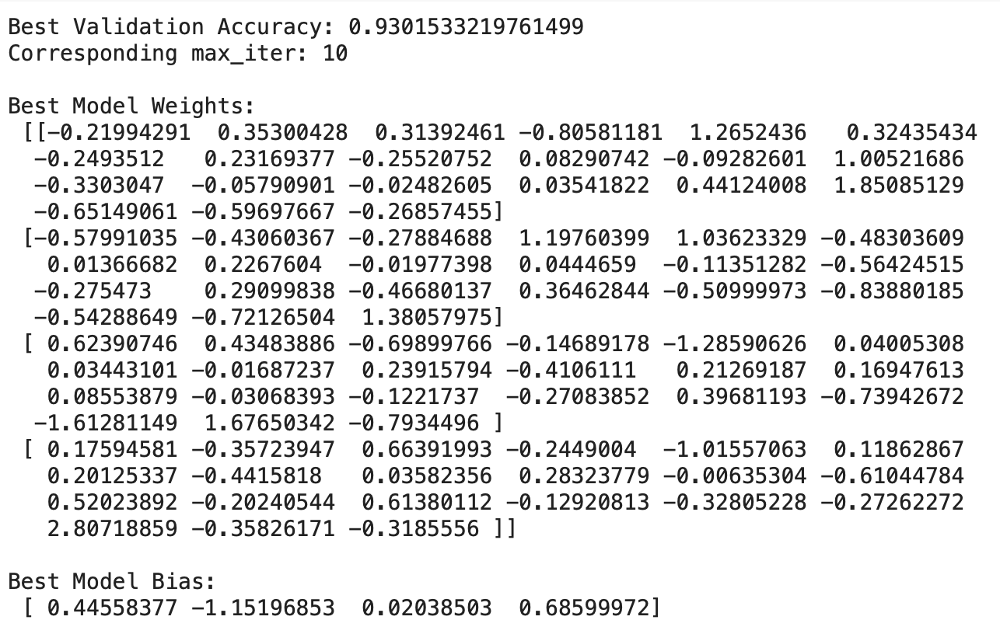 Best Validation Accuracy: 0.9301533219761499
Corresponding max_iter: 10
Best Model Weights:
[[-0.21994291 0.35300428 0.31392461 -0.80581181 1.2652436 0.32435434
-0.2493512 0.23169377 -0.25520752 0.08290742 -0.09282601 1.00521686
-0.3303047 -0.05790901 -0.02482605 0.03541822 0.44124008 1.85085129
-0.65149061 -0.59697667 -0.26857455]
[-0.57991035 -0.43060367 -0.27884688 1.19760399 1.03623329 -0.48303609
0.01366682 0.2267604 -0.01977398 0.0444659 -0.11351282 -0.56424515
-0.275473 0.29099838 -0.46680137 0.36462844 -0.50999973 -0.83880185
-0.54288649 -0.72126504 1.38057975]
[ 0.62390746 0.43483886 -0.69899766 -0.14689178 -1.28590626 0.04005308
0.03443101 -0.01687237 0.23915794 -0.4106111 0.21269187 0.16947613
0.08553879 -0.03068393 -0.1221737 -0.27083852 0.39681193 -0.73942672
-1.61281149 1.67650342 -0.7934496 ]
[ 0.17594581 -0.35723947 0.66391993 -0.2449004 -1.01557063 0.11862867
0.20125337 -0.4415818 0.03582356 0.28323779 -0.00635304 -0.61044784
0.52023892 -0.20240544 0.61380112 -0.12920813 -0.32805228 -0.27262272
2.80718859 -0.35826171 -0.3185556 ]]
Best Model Bias:
[ 0.44558377 -1.15196853 0.02038503 0.68599972]